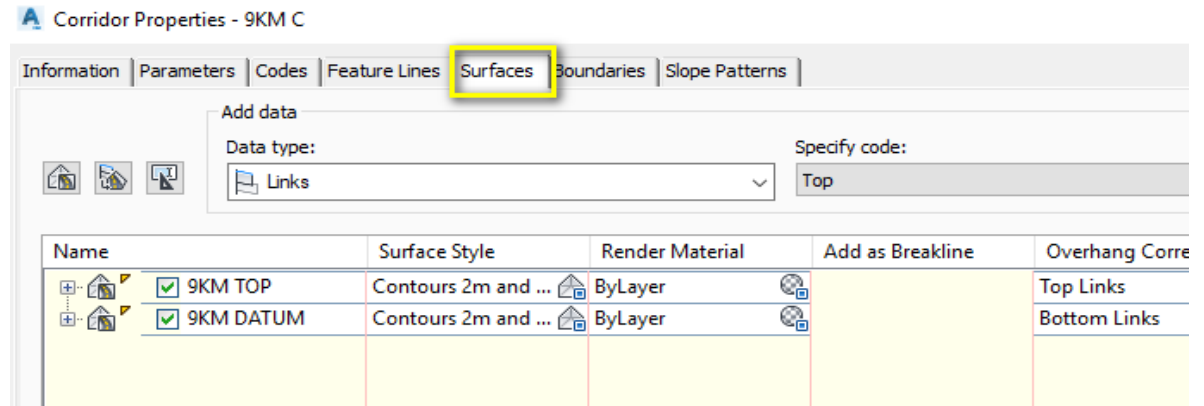 Corridor Properties - 9KM C
Information Parameters Codes Feature Lines Surfaces Boundaries Slope Patterns
Add data
Data type: Specify code:
Links Top
Name Surface Style Render Material Add as Breakline Overhang Corre
9KM TOP Contours 2m and ... ByLayer Top Links
9KM DATUM Contours 2m and ... ByLayer Bottom Links